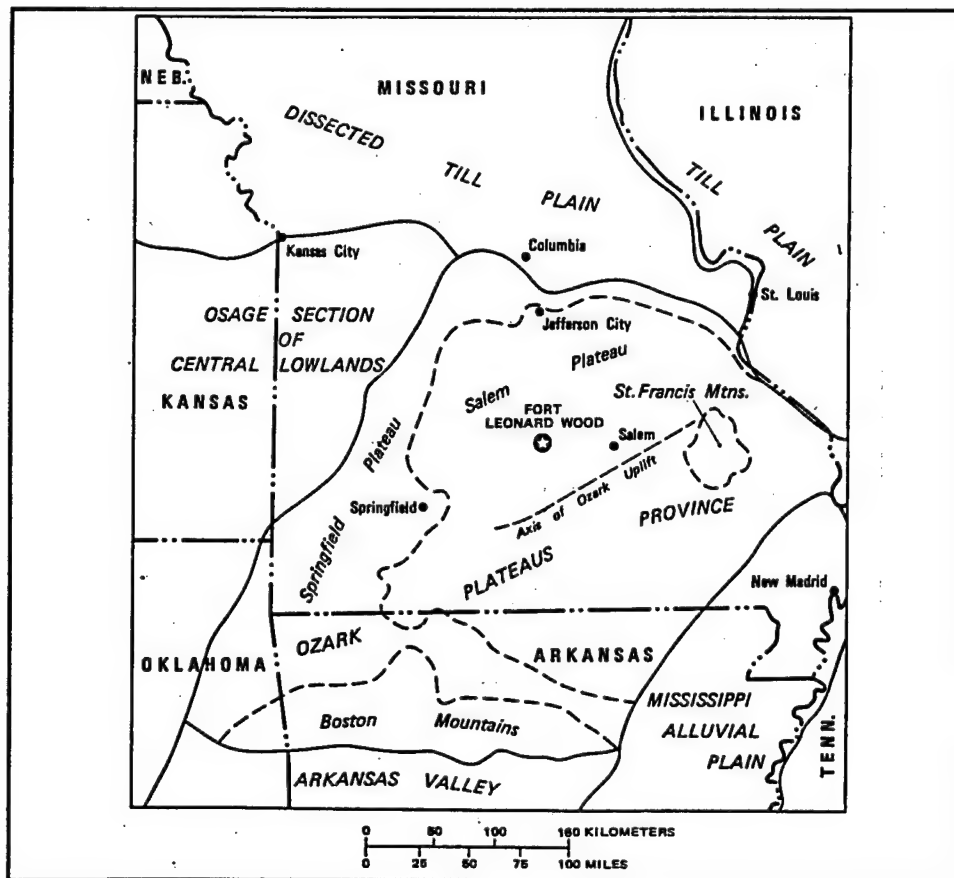 NEB.
MISSOURI
ILLINOIS
DISSECTED
TILL
PLAIN
TILL
PLAIN
Kansas City
Columbia
St. Louis
OSAGE SECTION
OF
CENTRAL LOWLANDS
KANSAS
Jefferson City
Plateau
Salem
St. Francis Mtns.
FORT
LEONARD WOOD
Salem
Plateau
Springfield
Springfield
Axis of Ozark Uplift
PROVINCE
PLATEAUS
New Madrid
OZARK
OKLAHOMA
ARKANSAS
MISSISSIPPI
ALLUVIAL
PLAIN
TENN.
Boston Mountains
ARKANSAS VALLEY
0 50 100 160 KILOMETERS
0 25 50 75 100 MILES